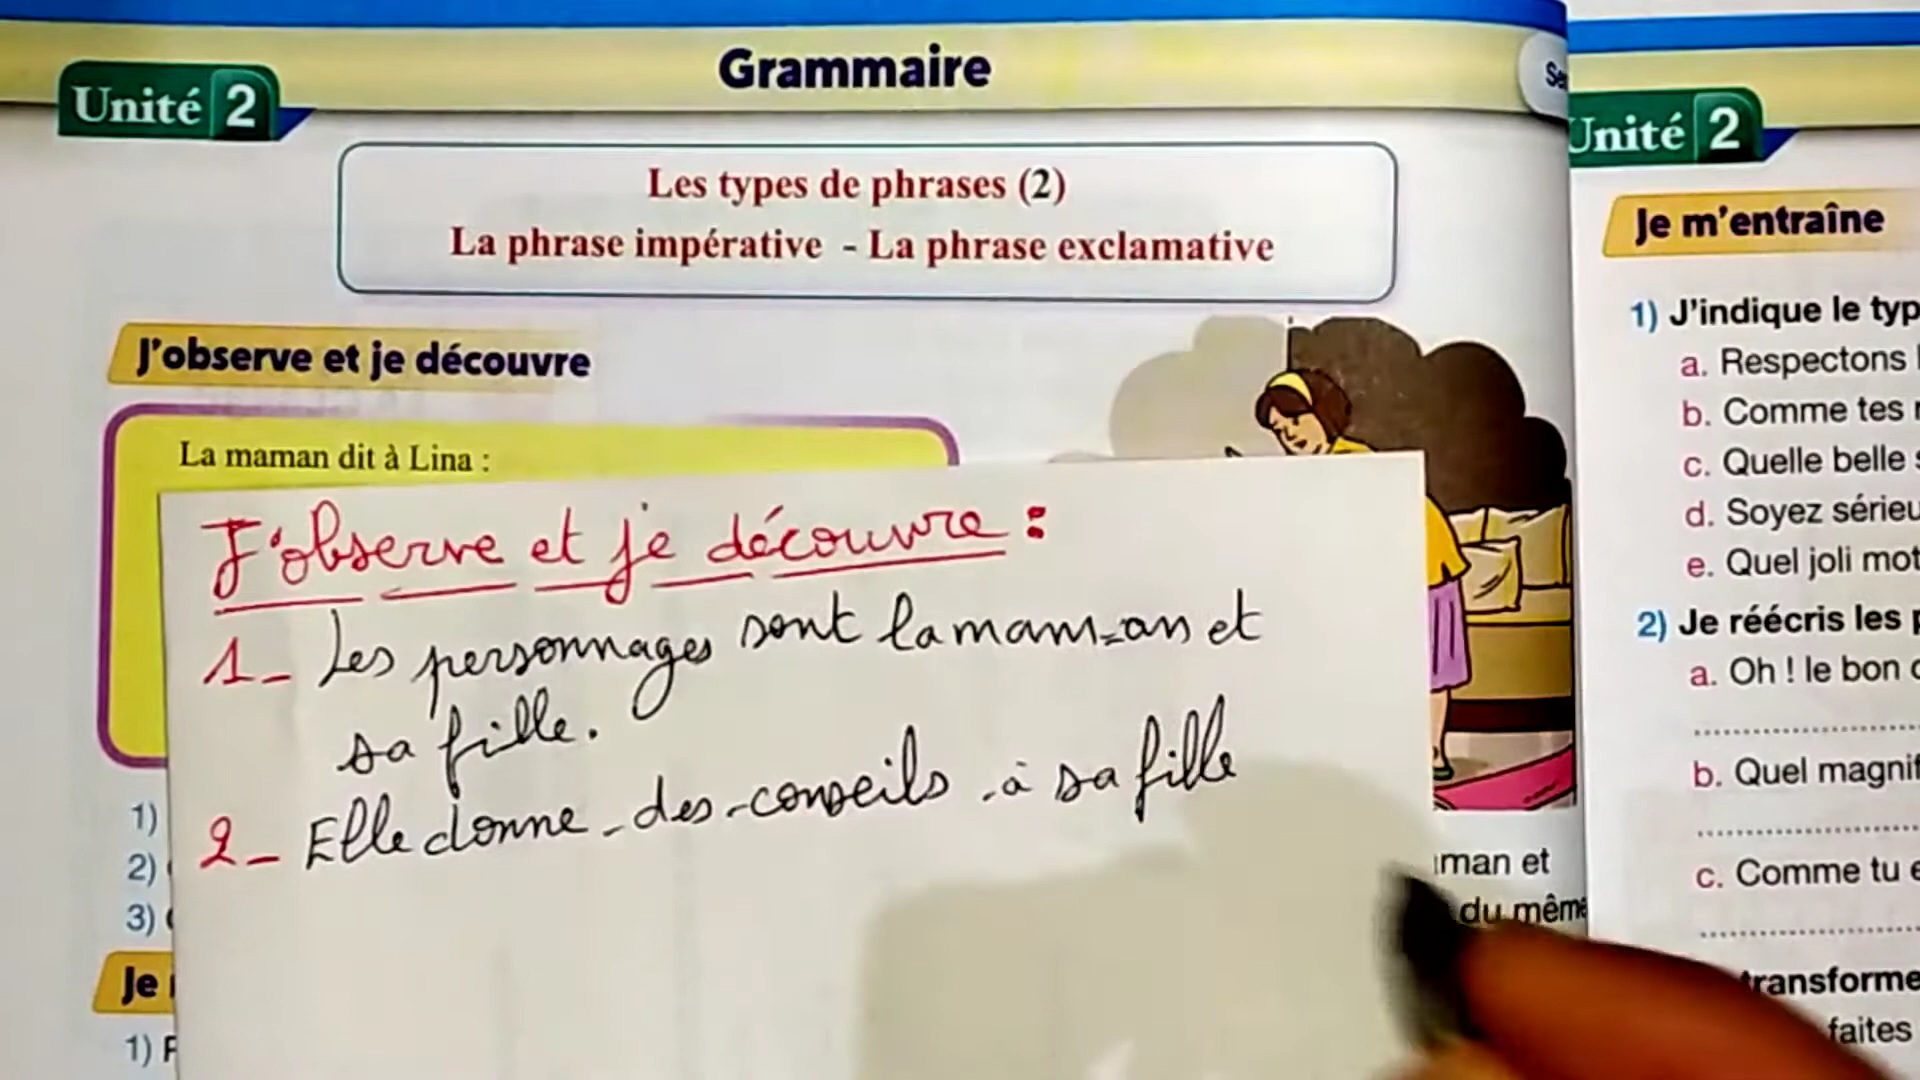 Grammaire
Unité 2
Les types de phrases (2)
La phrase impérative - La phrase exclamative
J'observe et je découvre
La maman dit à Lina :
J'observe et je découvre :
1_ Les personnages sont la maman et
sa fille.
2_ Elle donne des conseils à sa fille
1)
2)
3)
Je
1)
man et
du même
Unité 2
Je m'entraîne
1) J'indique le typ
a. Respectons
b. Comme tes
c. Quelle belle
d. Soyez sérieu
e. Quel joli mot
2) Je réécris les
a. Oh ! le bon
b. Quel magnif
c. Comme tu
transforme
faites